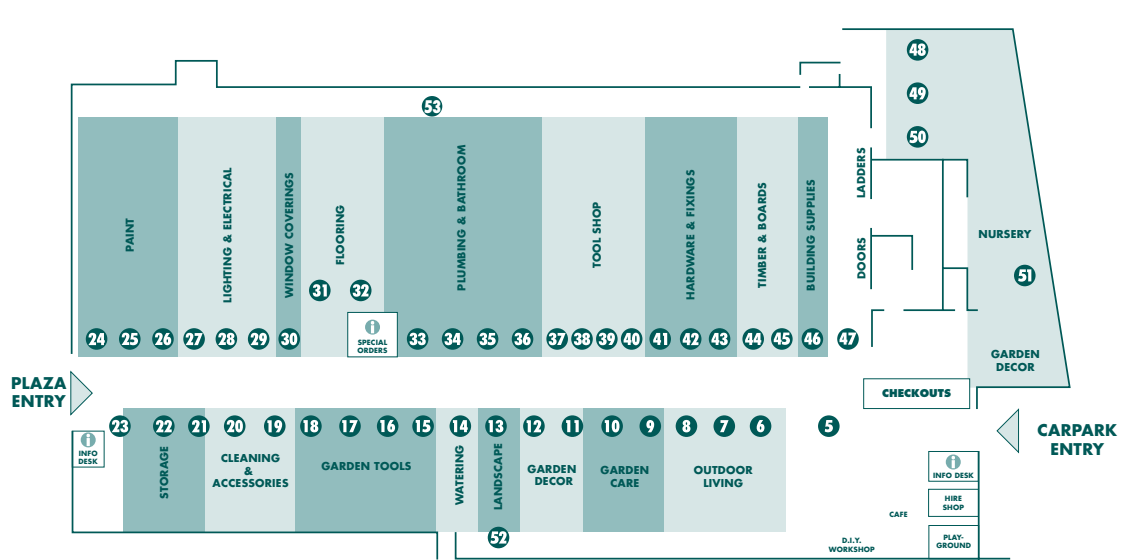 48
49
53
50
PAINT
LIGHTING & ELECTRICAL
WINDOW COVERINGS
FLOORING
PLUMBING & BATHROOM
TOOL SHOP
HARDWARE & FIXINGS
TIMBER & BOARDS
BUILDING SUPPLIES
LADDERS
DOORS
NURSERY
51
31 32
i
SPECIAL
ORDERS
24 25 26 27 28 29 30 33 34 35 36 37 38 39 40 41 42 43 44 45 46 47
GARDEN
DECOR
PLAZA
ENTRY
CHECKOUTS
23 22 21 20 19 18 17 16 15 14 13 12 11 10 9 8 7 6 5
CARPARK
ENTRY
i
INFO
DESK
STORAGE
CLEANING
&
ACCESSORIES
GARDEN TOOLS
WATERING
LANDSCAPE
GARDEN
DECOR
GARDEN
CARE
OUTDOOR
LIVING
i
INFO DESK
HIRE
SHOP
CAFE
52
D.I.Y.
WORKSHOP
PLAY-
GROUND